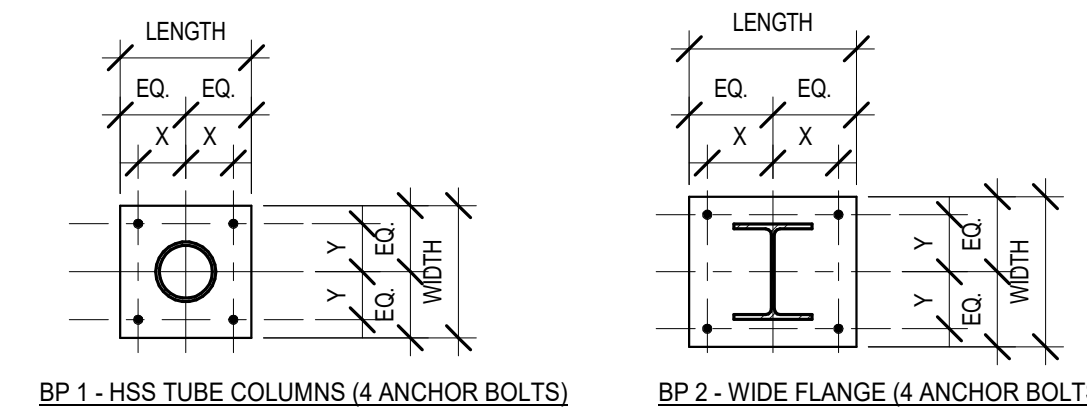 LENGTH
EQ. EQ.
X X
Y EQ.
WIDTH
Y EQ.
BP 1 - HSS TUBE COLUMNS (4 ANCHOR BOLTS)
LENGTH
EQ. EQ.
X X
Y EQ.
WIDTH
Y EQ.
BP 2 - WIDE FLANGE (4 ANCHOR BOLTS